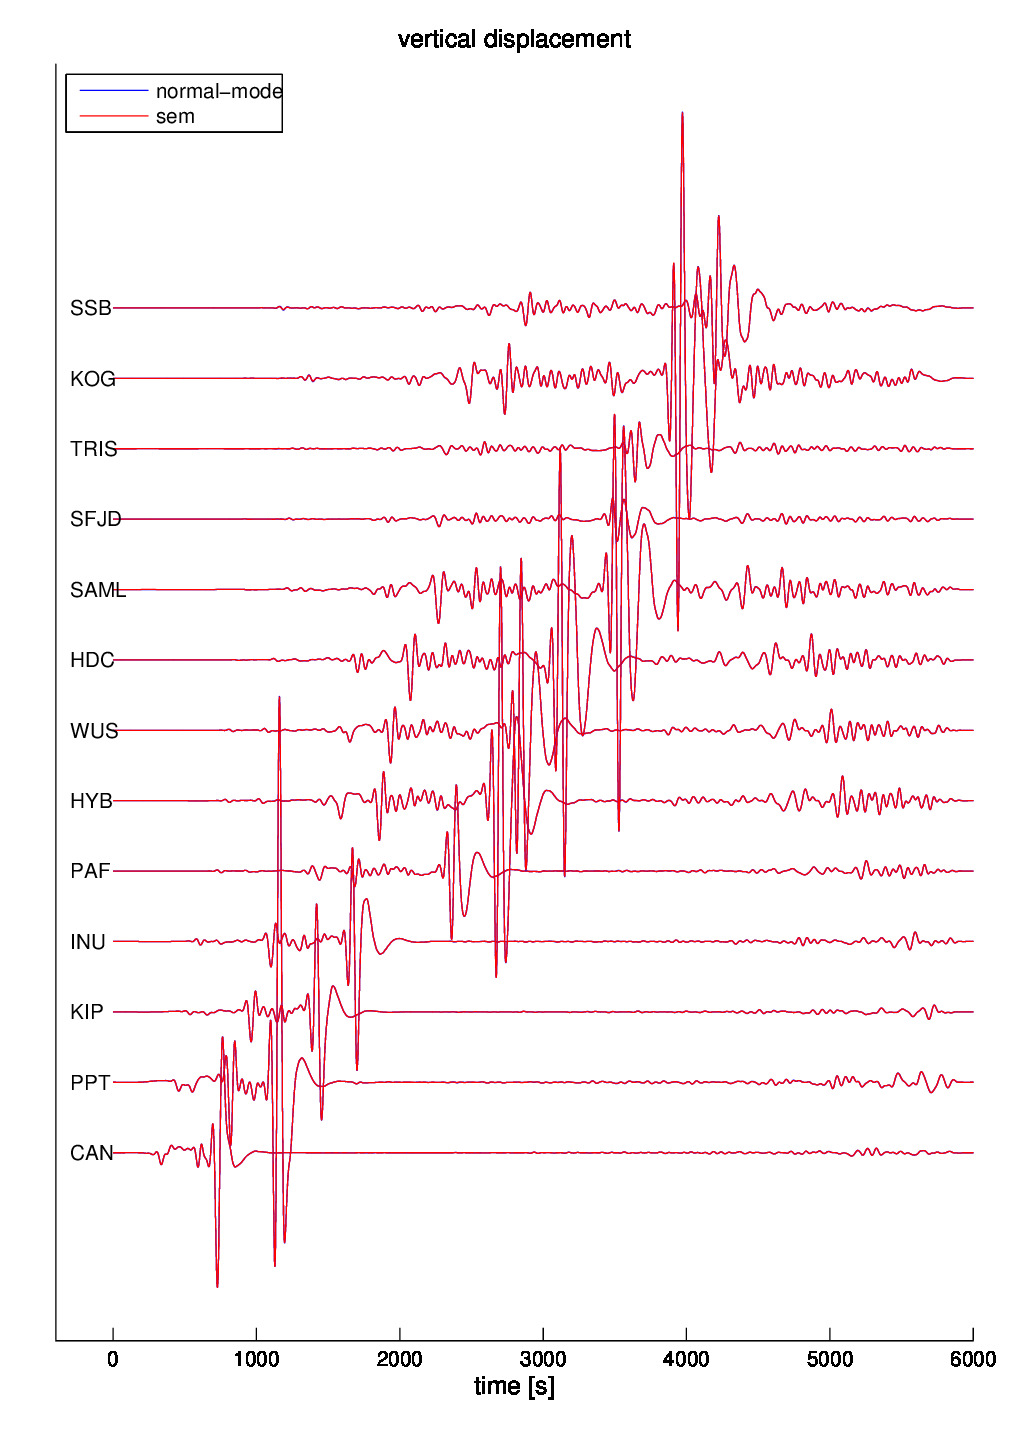 vertical displacement
normal-mode
sem
SSB
KOG
TRIS
SFJD
SAML
HDC
WUS
HYB
PAF
INU
KIP
PPT
CAN
0 1000 2000 3000 4000 5000 6000
time [s]